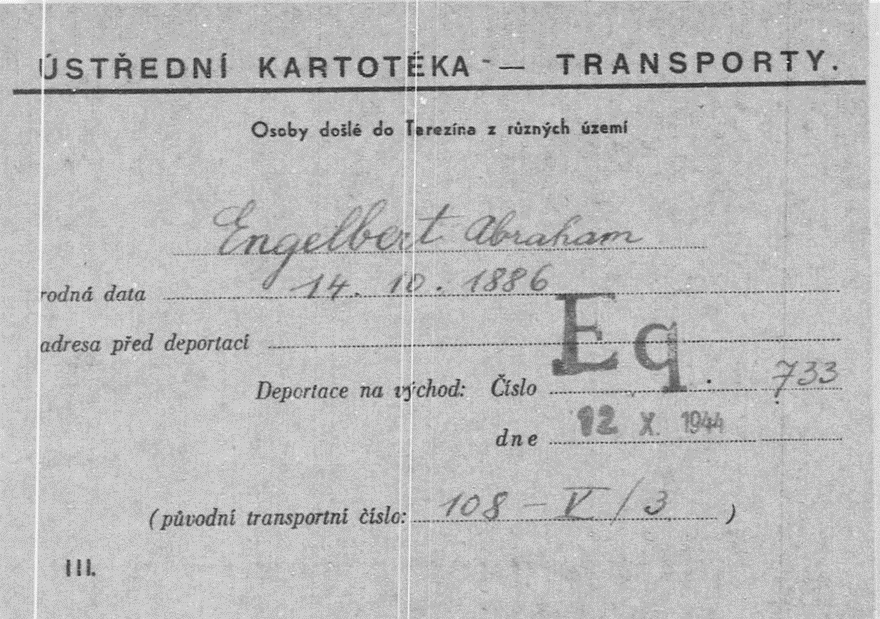 ÚSTŘEDNÍ KARTOTÉKA - — TRANSPORTY.
Osoby došlé do Terezína z různých území
Engelbert Abraham
rodná data 14. 10. 1886
adresa před deportací
Deportace na východ: Číslo Eq. 733
dne 12 X. 1944
(původní transportní číslo: 108 - V/3 )
III.